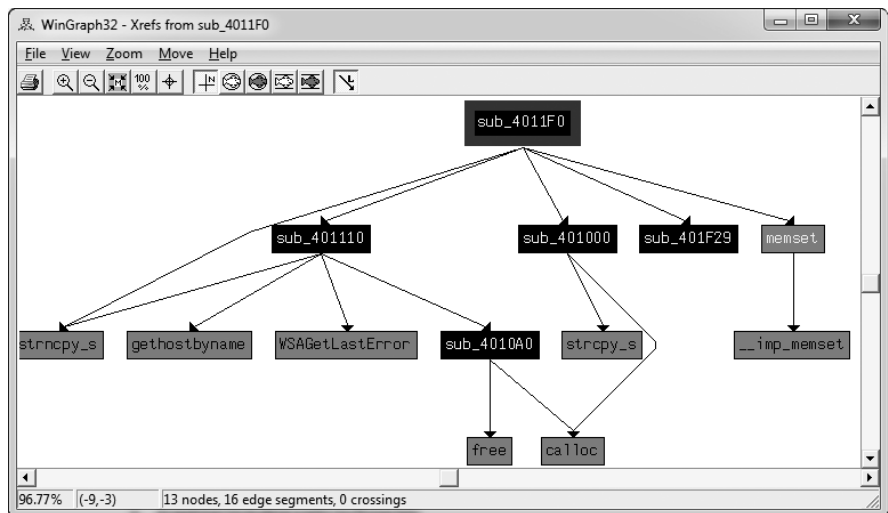 WinGraph32 - Xrefs from sub_4011F0
File View Zoom Move Help
100 %
N
sub_4011F0
sub_401110 sub_401000 sub_401F29 memset
strncpy_s gethostbyname WSAGetLastError sub_4010A0 strcpy_s __imp_memset
free calloc
96.77% (-9,-3) 13 nodes, 16 edge segments, 0 crossings